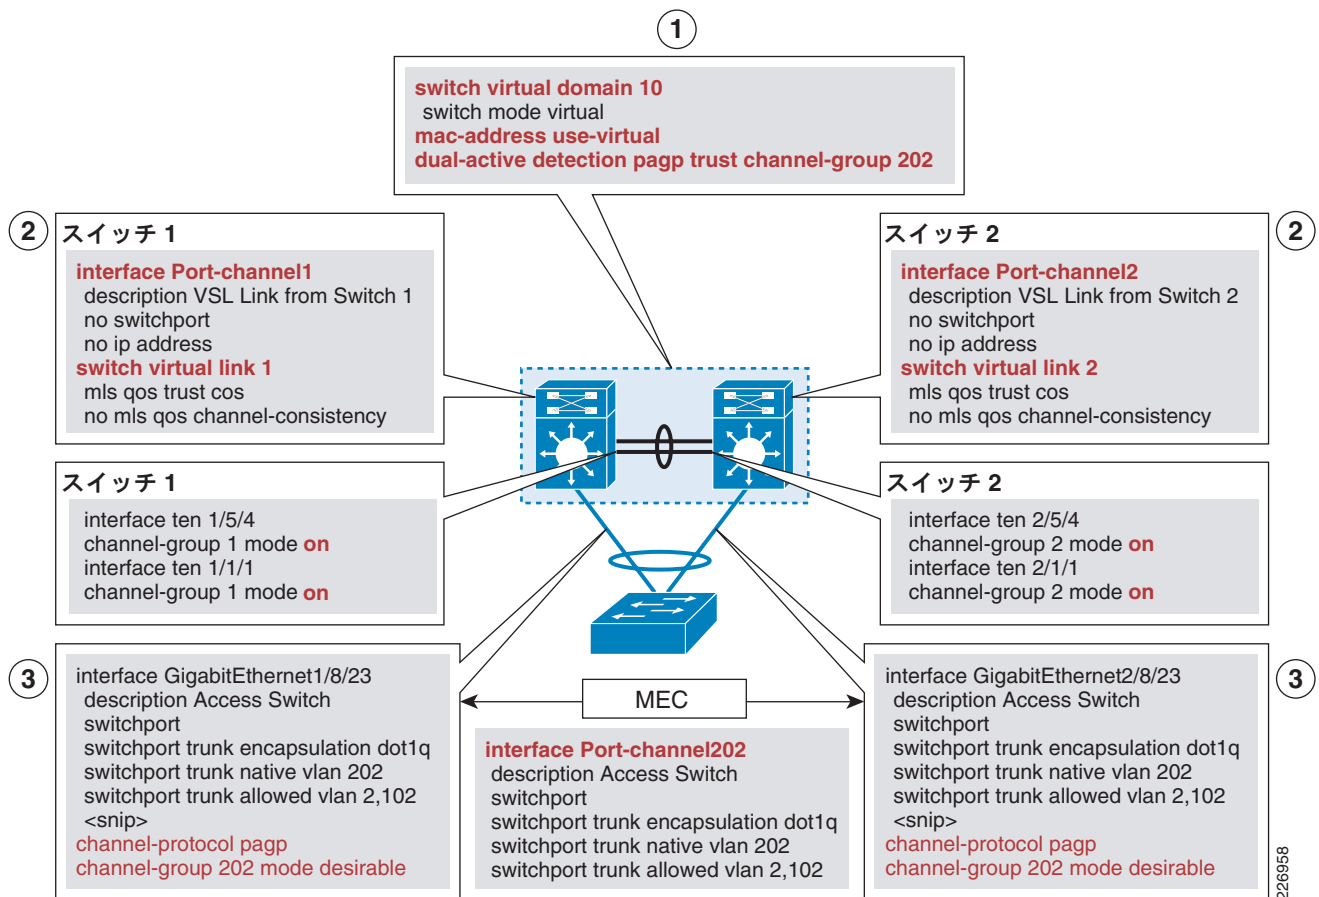 1
switch virtual domain 10
switch mode virtual
mac-address use-virtual
dual-active detection pagp trust channel-group 202
2
スイッチ 1
interface Port-channel1
description VSL Link from Switch 1
no switchport
no ip address
switch virtual link 1
mls qos trust cos
no mls qos channel-consistency
2
スイッチ 2
interface Port-channel2
description VSL Link from Switch 2
no switchport
no ip address
switch virtual link 2
mls qos trust cos
no mls qos channel-consistency
スイッチ 1
interface ten 1/5/4
channel-group 1 mode on
interface ten 1/1/1
channel-group 1 mode on
スイッチ 2
interface ten 2/5/4
channel-group 2 mode on
interface ten 2/1/1
channel-group 2 mode on
3
interface GigabitEthernet1/8/23
description Access Switch
switchport
switchport trunk encapsulation dot1q
switchport trunk native vlan 202
switchport trunk allowed vlan 2,102
<snip>
channel-protocol pagp
channel-group 202 mode desirable
MEC
interface Port-channel202
description Access Switch
switchport
switchport trunk encapsulation dot1q
switchport trunk native vlan 202
switchport trunk allowed vlan 2,102
3
interface GigabitEthernet2/8/23
description Access Switch
switchport
switchport trunk encapsulation dot1q
switchport trunk native vlan 202
switchport trunk allowed vlan 2,102
<snip>
channel-protocol pagp
channel-group 202 mode desirable
226958